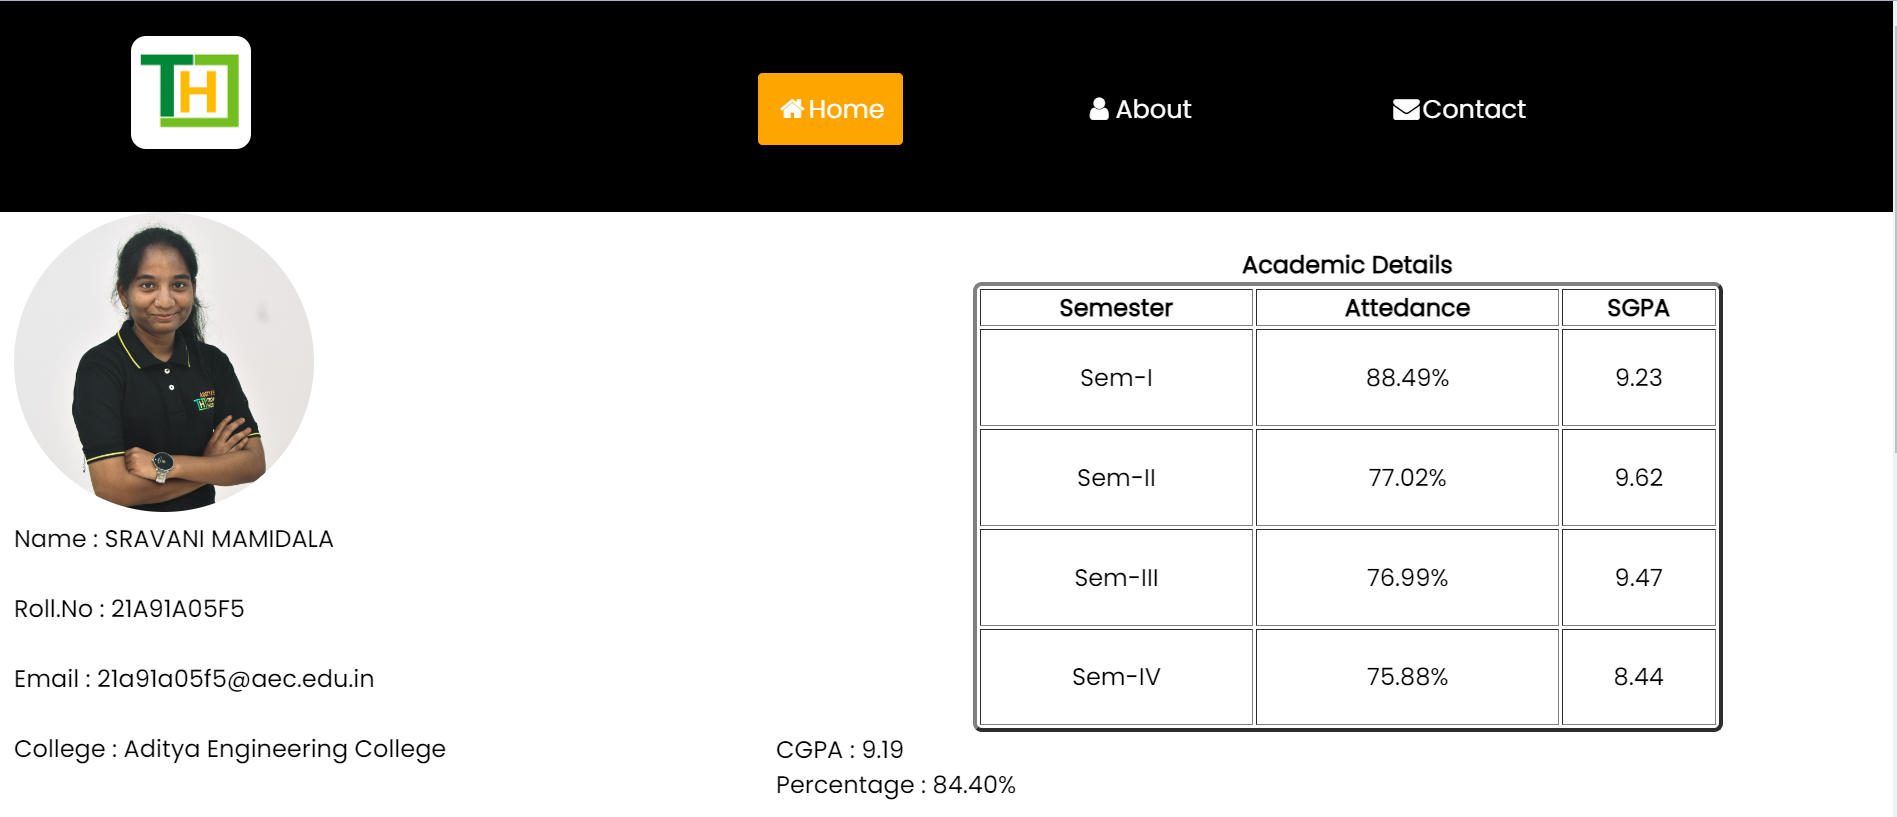 TH
Home
About
Contact
Academic Details
Semester Attedance SGPA
Sem-I 88.49% 9.23
Sem-II 77.02% 9.62
Sem-III 76.99% 9.47
Sem-IV 75.88% 8.44
Name : SRAVANI MAMIDALA
Roll.No : 21A91A05F5
Email : 21a91a05f5@aec.edu.in
College : Aditya Engineering College
CGPA : 9.19
Percentage : 84.40%